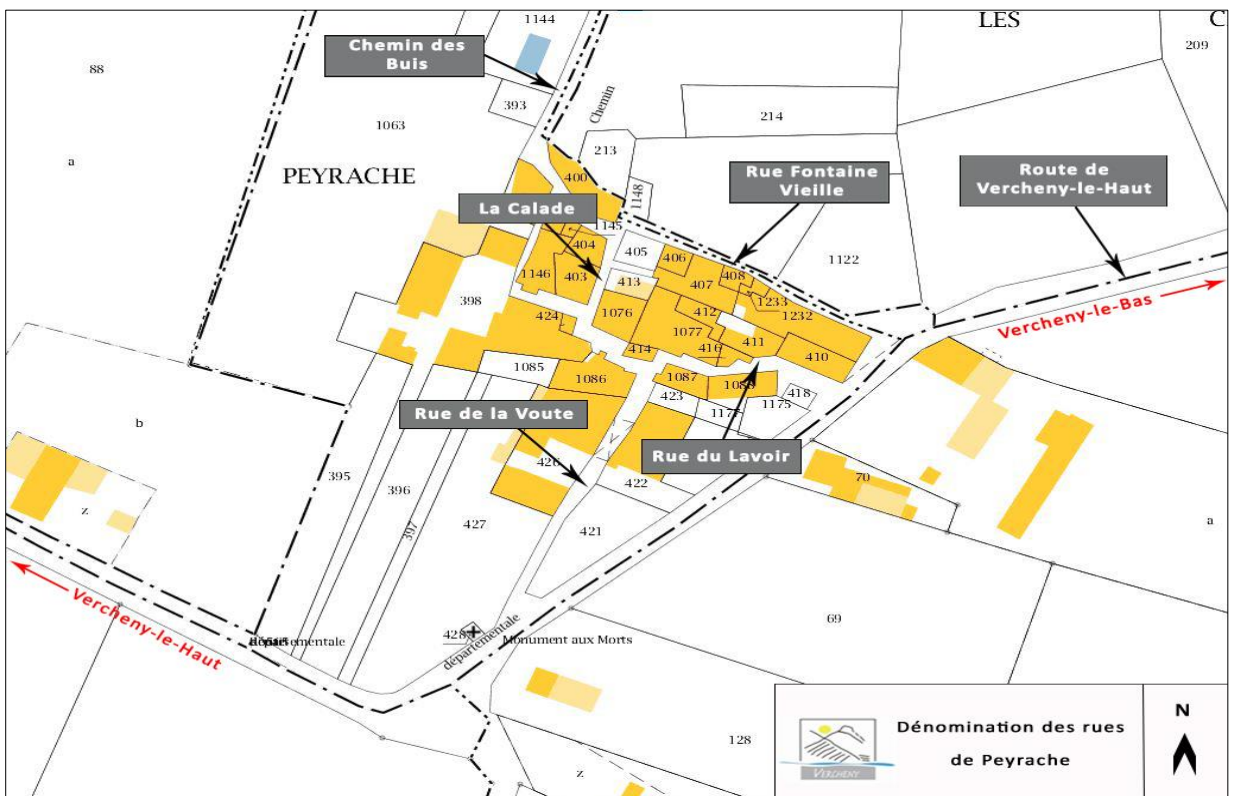 1144
LES
C
209
Chemin des
Buis
88
393
Chemin
214
1063
213
a
PEYRACHE
400
1148
Rue Fontaine
Vieille
Route de
Vercheny-le-Haut
La Calade
1145
404
405
406
408
1122
1146
403
413
407
398
1233
1232
1076
412
424
1077
411
Vercheny-le-Bas
414
416
410
1085
1086
1087
423
418
1175
Rue de la Voute
b
Rue du Lavoir
395
426
422
70
396
z
427
421
397
a
Vercheny-le-Haut
69
départementale
428
Monument aux Morts
départementale
128
z
Dénomination des rues
de Peyrache
VERCHENY
N